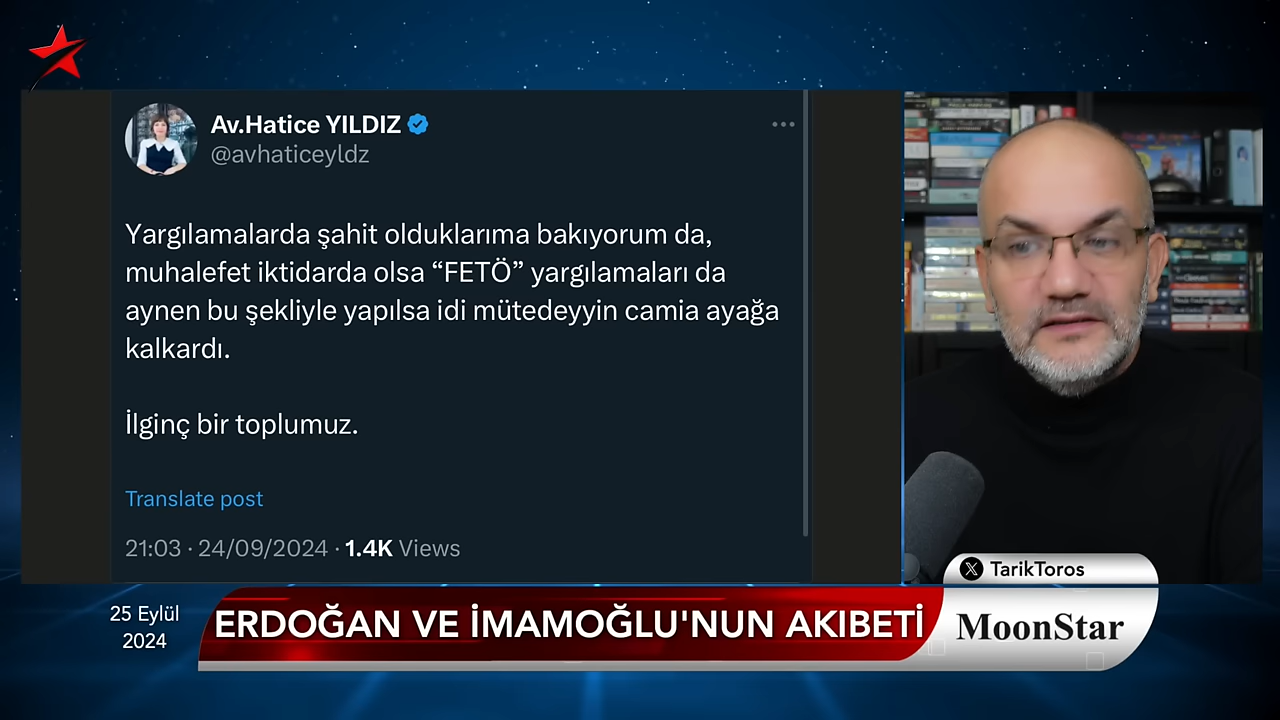 Av.Hatice YILDIZ
@avhaticeyldz
Yargılamalarda şahit olduklarıma bakıyorum da,
muhalefet iktidarda olsa “FETÖ” yargılamaları da
aynen bu şekliyle yapılsa idi mütedeyyin camia ayağa
kalkardı.
İlginç bir toplumuz.
Translate post
21:03 · 24/09/2024 · 1.4K Views
TarikToros
25 Eylül
2024
ERDOĞAN VE İMAMOĞLU'NUN AKIBETİ
MoonStar